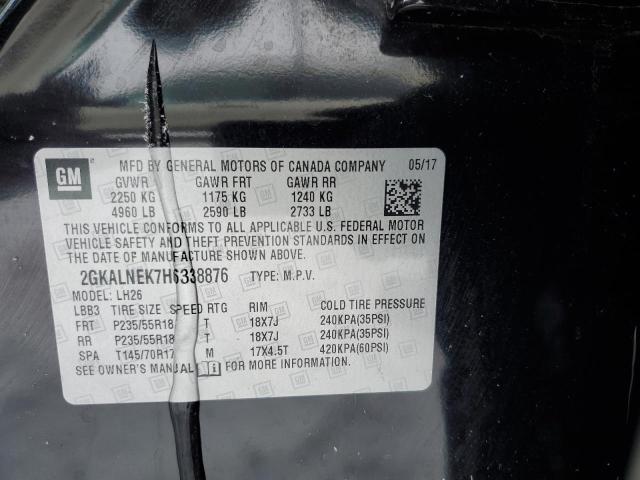 GM MFD BY GENERAL MOTORS OF CANADA COMPANY 05/17
GVWR GAWR FRT GAWR RR
2250 KG 1175 KG 1240 KG
4960 LB 2590 LB 2733 LB
THIS VEHICLE CONFORMS TO ALL APPLICABLE U.S. FEDERAL MOTOR
VEHICLE SAFETY AND THEFT PREVENTION STANDARDS IN EFFECT ON
THE DATE OF MANUFACTURE SHOWN ABOVE.
2GKALNEK7H6338876 TYPE: M.P.V.
MODEL: LH26
LBB3 TIRE SIZE SPEED RTG RIM COLD TIRE PRESSURE
FRT P235/55R18 T 18X7J 240KPA(35PSI)
RR P235/55R18 T 18X7J 240KPA(35PSI)
SPA T145/70R17 M 17X4.5T 420KPA(60PSI)
SEE OWNER'S MANUAL FOR MORE INFORMATION.